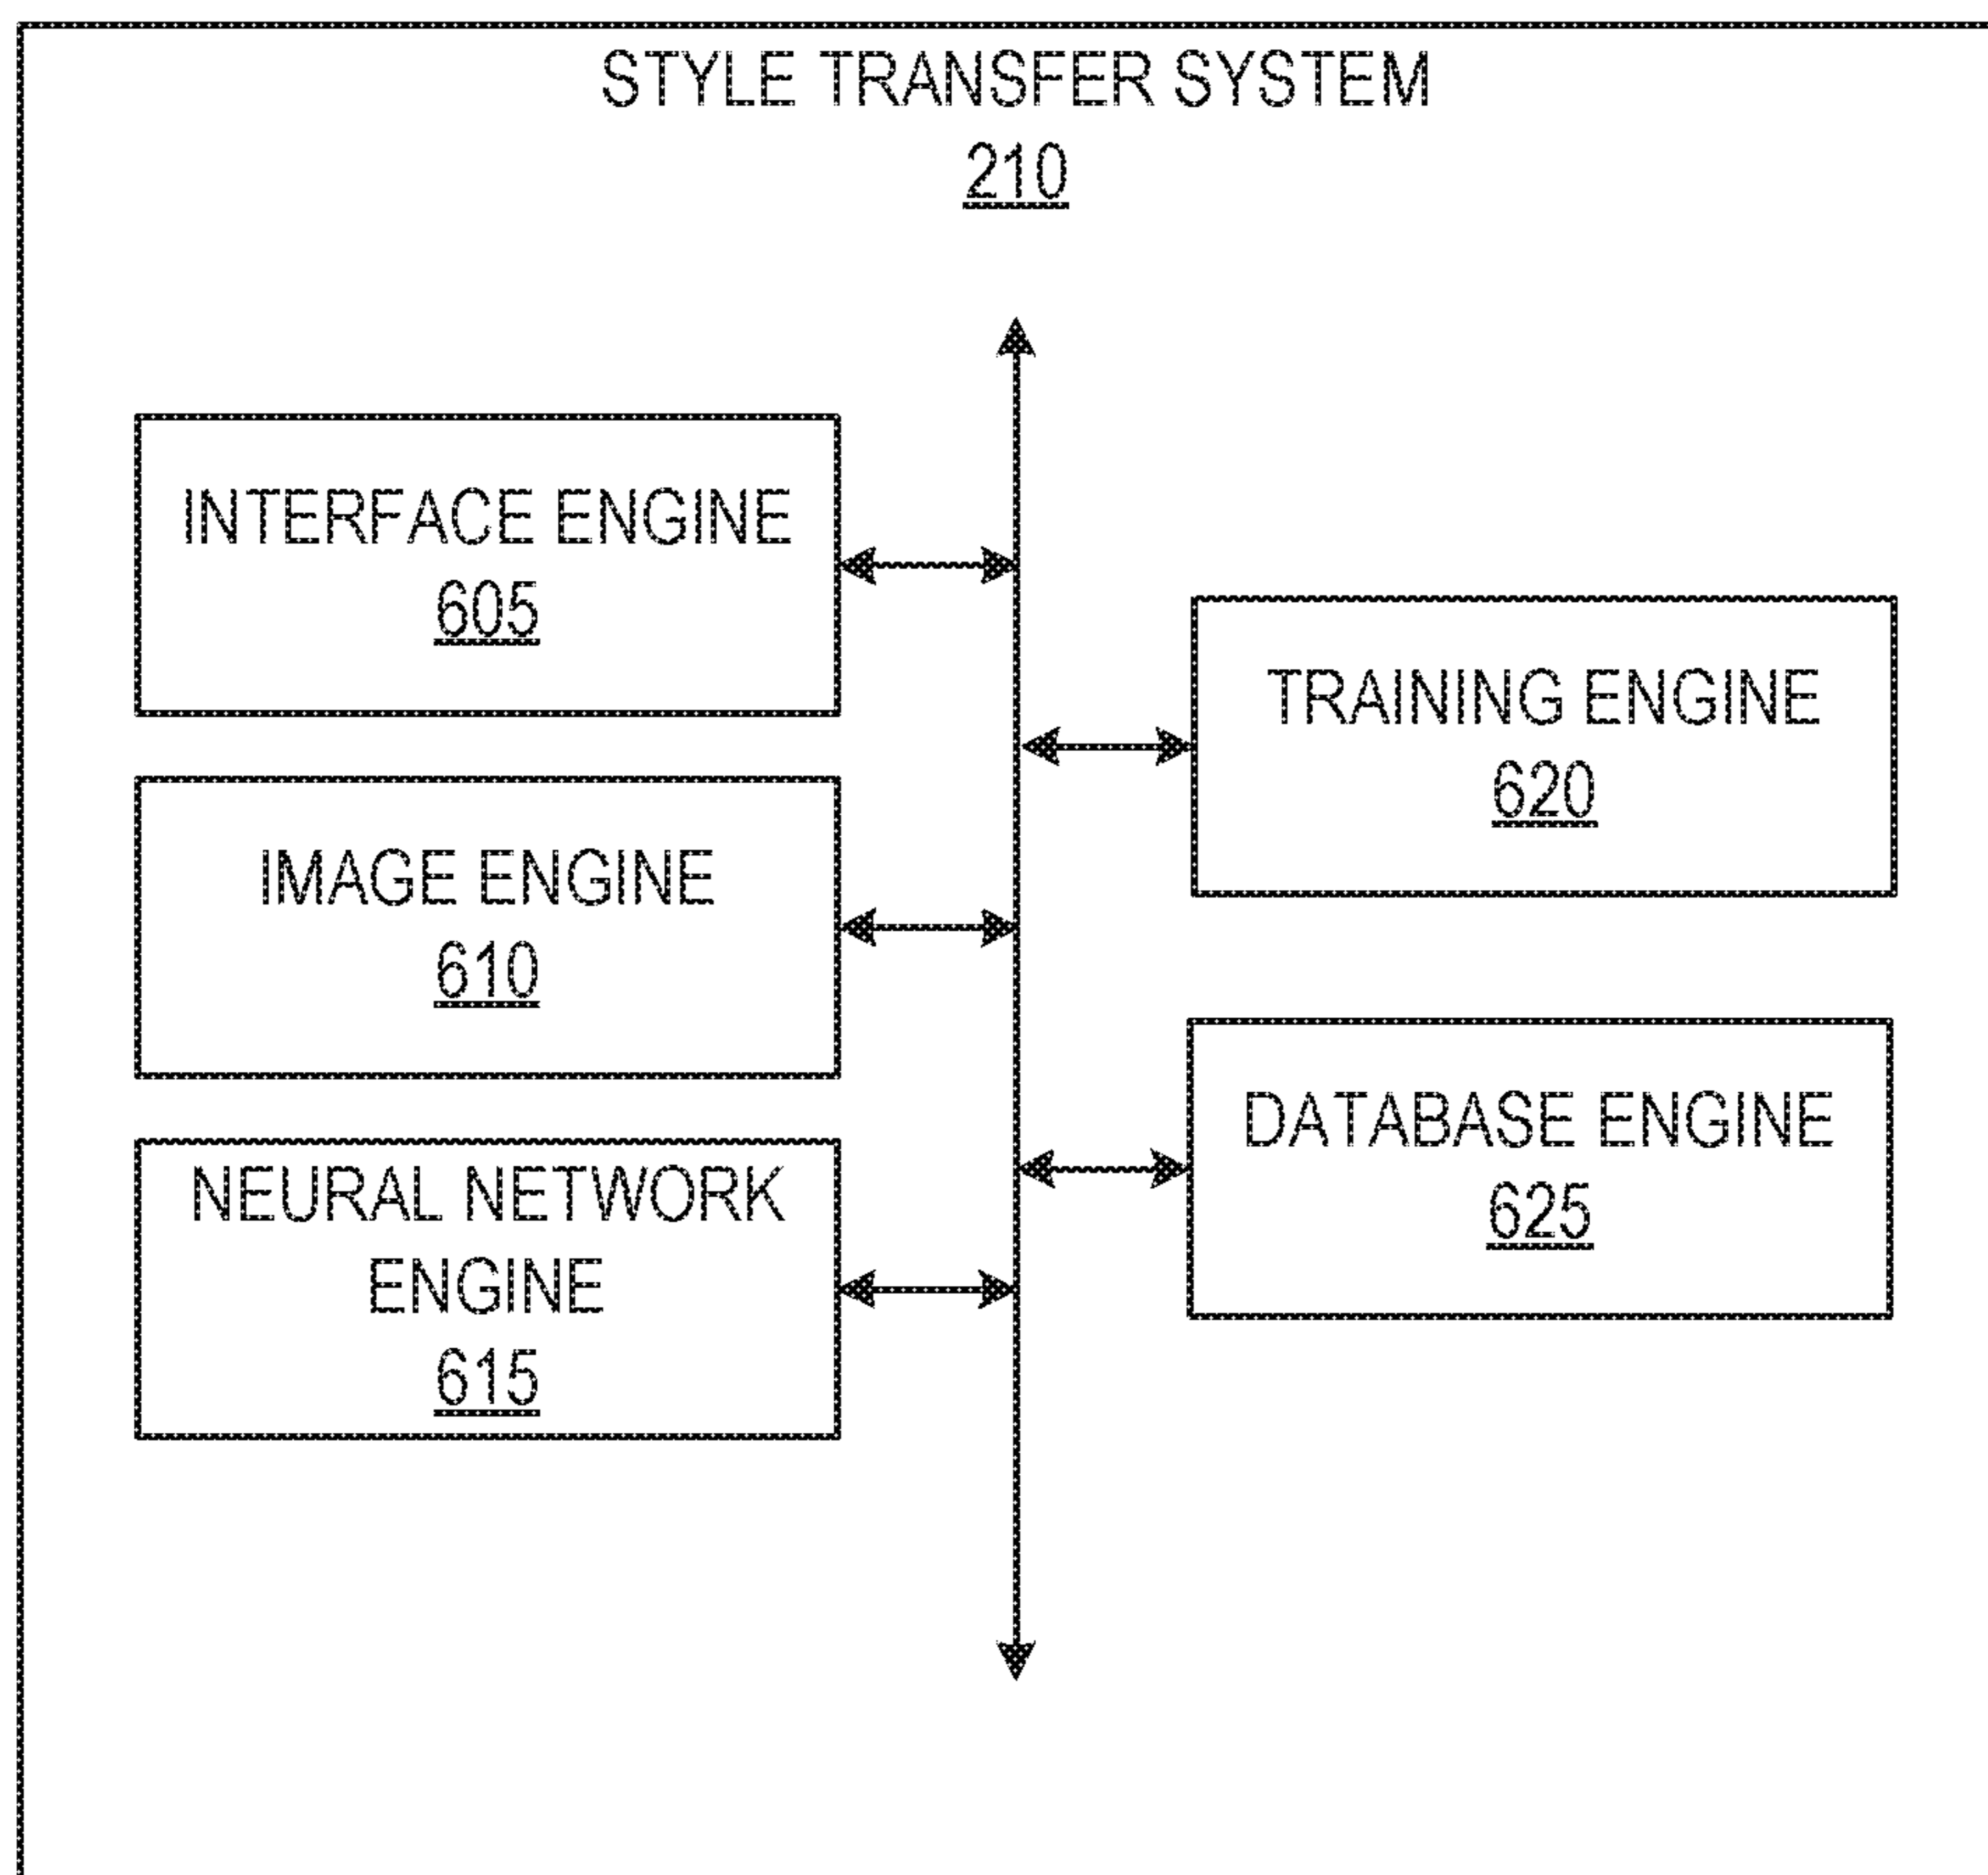 STYLE TRANSFER SYSTEM
210
INTERFACE ENGINE
605
IMAGE ENGINE
610
NEURAL NETWORK
ENGINE
615
TRAINING ENGINE
620
DATABASE ENGINE
625